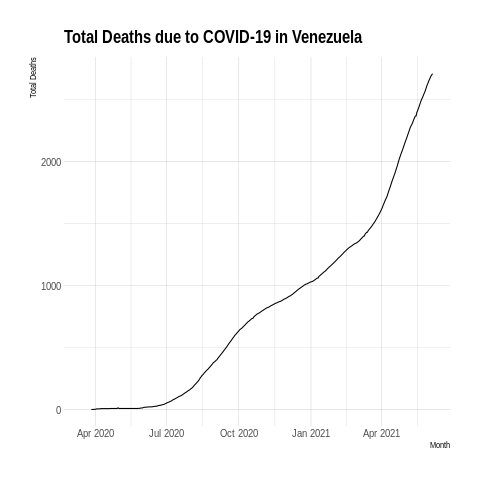 Total Deaths due to COVID-19 in Venezuela
Total Deaths
2000
1000
0
Apr 2020 Jul 2020 Oct 2020 Jan 2021 Apr 2021
Month